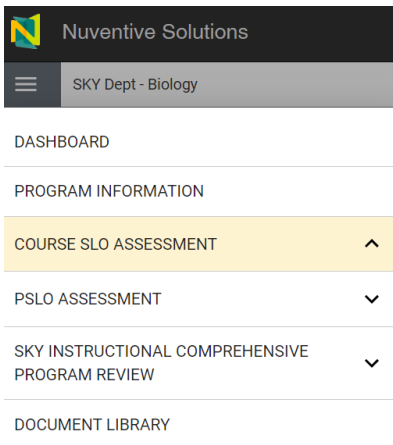 Nuventive Solutions
SKY Dept - Biology
DASHBOARD
PROGRAM INFORMATION
COURSE SLO ASSESSMENT
PSLO ASSESSMENT
SKY INSTRUCTIONAL COMPREHENSIVE
PROGRAM REVIEW
DOCUMENT LIBRARY